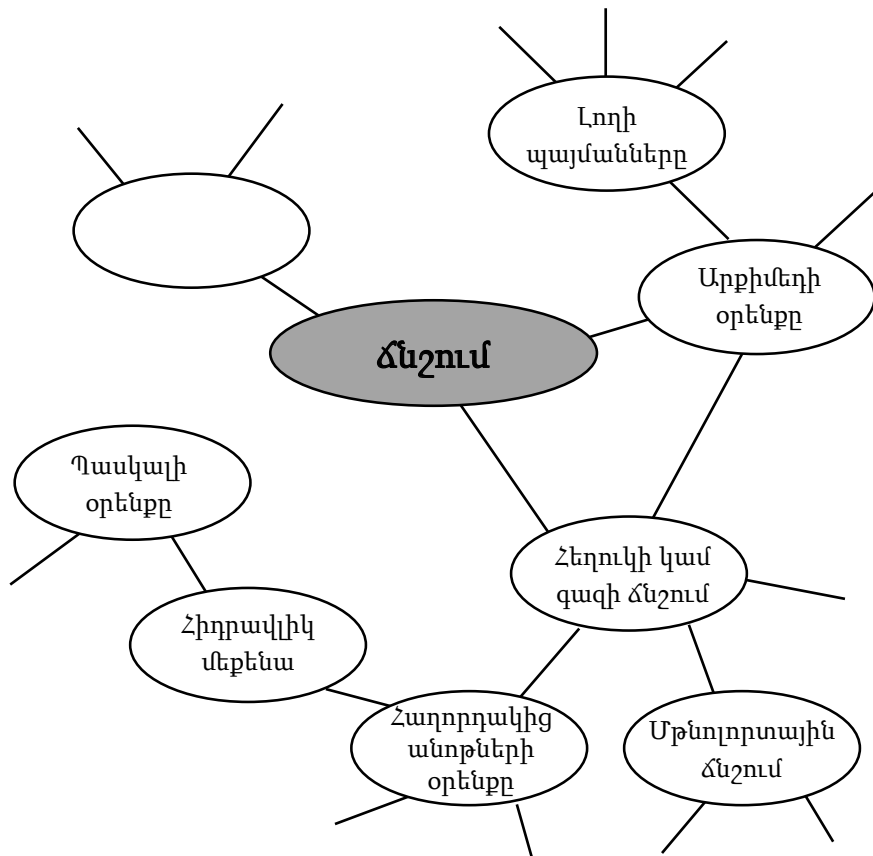 Լողի
պայմանները
Արքիմեդի
օրենքը
ճնշում
Պասկալի
օրենքը
Հեղուկի կամ
գազի ճնշում
Հիդրավլիկ
մեքենա
Հաղորդակից
անոթների
օրենքը
Մթնոլորտային
ճնշում